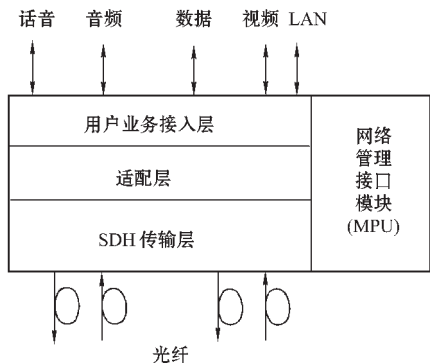 话音 音频 数据 视频 LAN
用户业务接入层
适配层
SDH 传输层
网络
管理
接口
模块
(MPU)
光纤